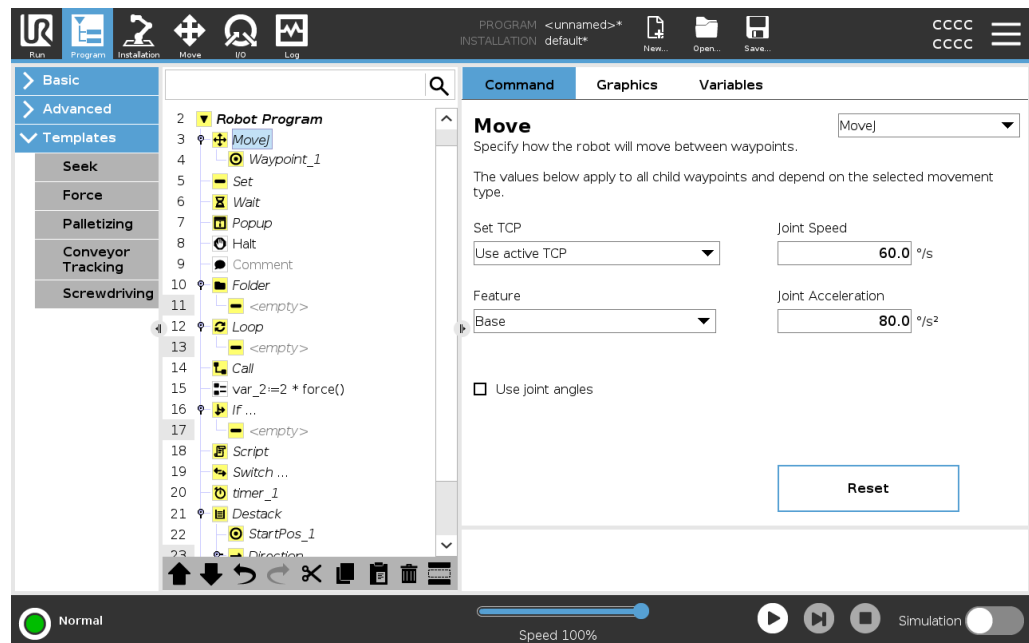 UR
Run
Program
Installation
Move
I/O
Log
PROGRAM <unnamed>*
INSTALLATION default*
New...
Open...
Save...
CCCC
CCCC
Basic
Advanced
Templates
Seek
Force
Palletizing
Conveyor
Tracking
Screwdriving
2 Robot Program
3 MoveJ
4 Waypoint_1
5 Set
6 Wait
7 Popup
8 Halt
9 Comment
10 Folder
11 <empty>
12 Loop
13 <empty>
14 Call
15 var_2:=2 * force()
16 If ...
17 <empty>
18 Script
19 Switch ...
20 timer_1
21 Destack
22 StartPos_1
23 Direction
Command Graphics Variables
Move
MoveJ
Specify how the robot will move between waypoints.
The values below apply to all child waypoints and depend on the selected movement
type.
Set TCP
Joint Speed
Use active TCP
60.0 °/s
Feature
Joint Acceleration
Base
80.0 °/s²
Use joint angles
Reset
Normal
Speed 100%
Simulation